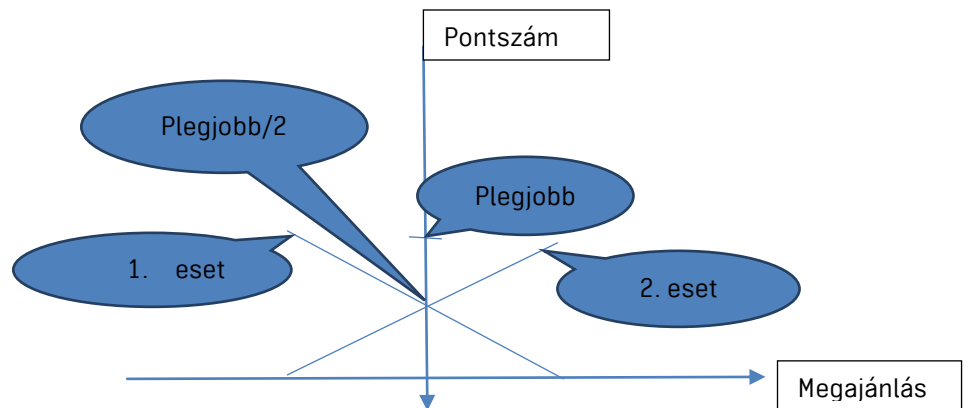 Pontszám
Plegjobb/2
Plegjobb
1. eset
2. eset
Megajánlás